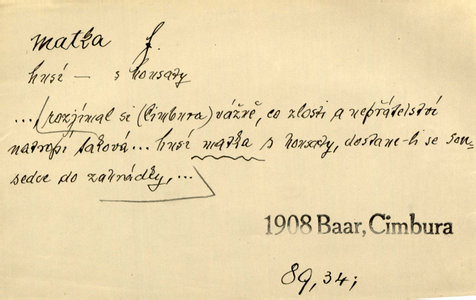 matka f.
husí — s housaty
... rozjímal si (Cimbura) vážně, co zlosti a nepřátelství
natropí taková... husí matka s housaty, dostane-li se sou-
sedce do zahrádky, ...
1908 Baar, Cimbura
89, 34;